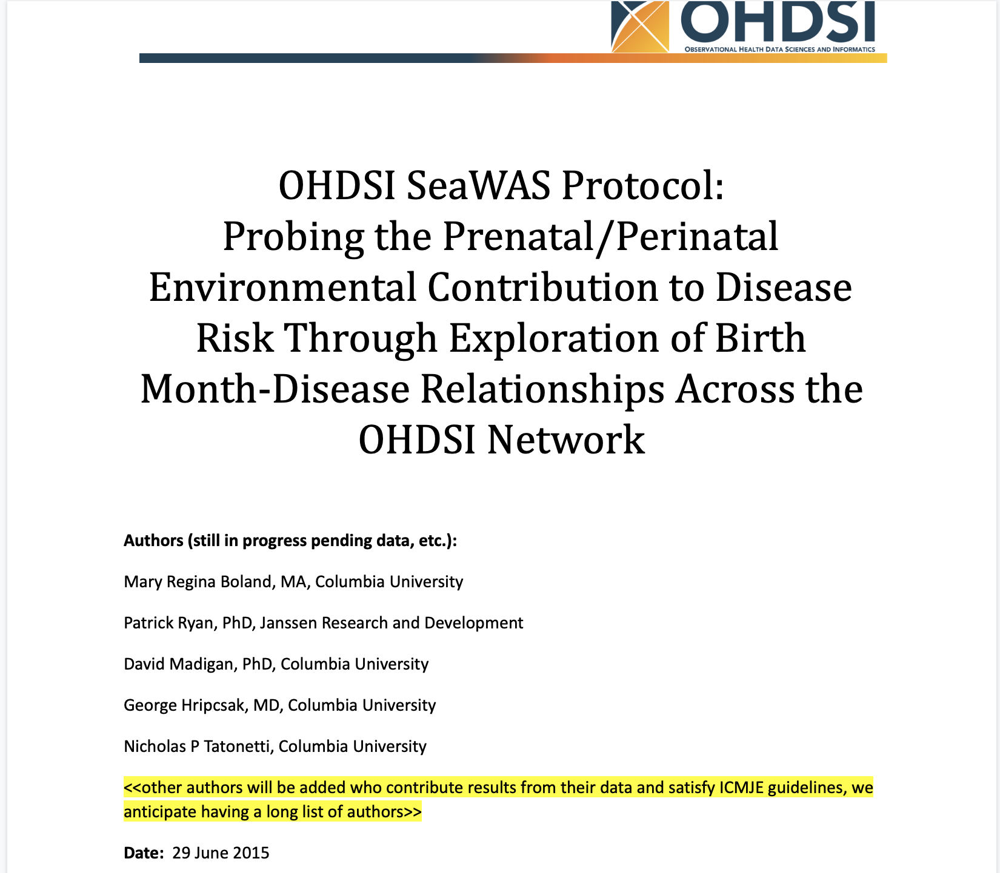 OHDSI
OBSERVATIONAL HEALTH DATA SCIENCES AND INFORMATICS
OHDSI SeaWAS Protocol:
Probing the Prenatal/Perinatal
Environmental Contribution to Disease
Risk Through Exploration of Birth
Month-Disease Relationships Across the
OHDSI Network
Authors (still in progress pending data, etc.):
Mary Regina Boland, MA, Columbia University
Patrick Ryan, PhD, Janssen Research and Development
David Madigan, PhD, Columbia University
George Hripcsak, MD, Columbia University
Nicholas P Tatonetti, Columbia University
<<other authors will be added who contribute results from their data and satisfy ICMJE guidelines, we
anticipate having a long list of authors>>
Date: 29 June 2015